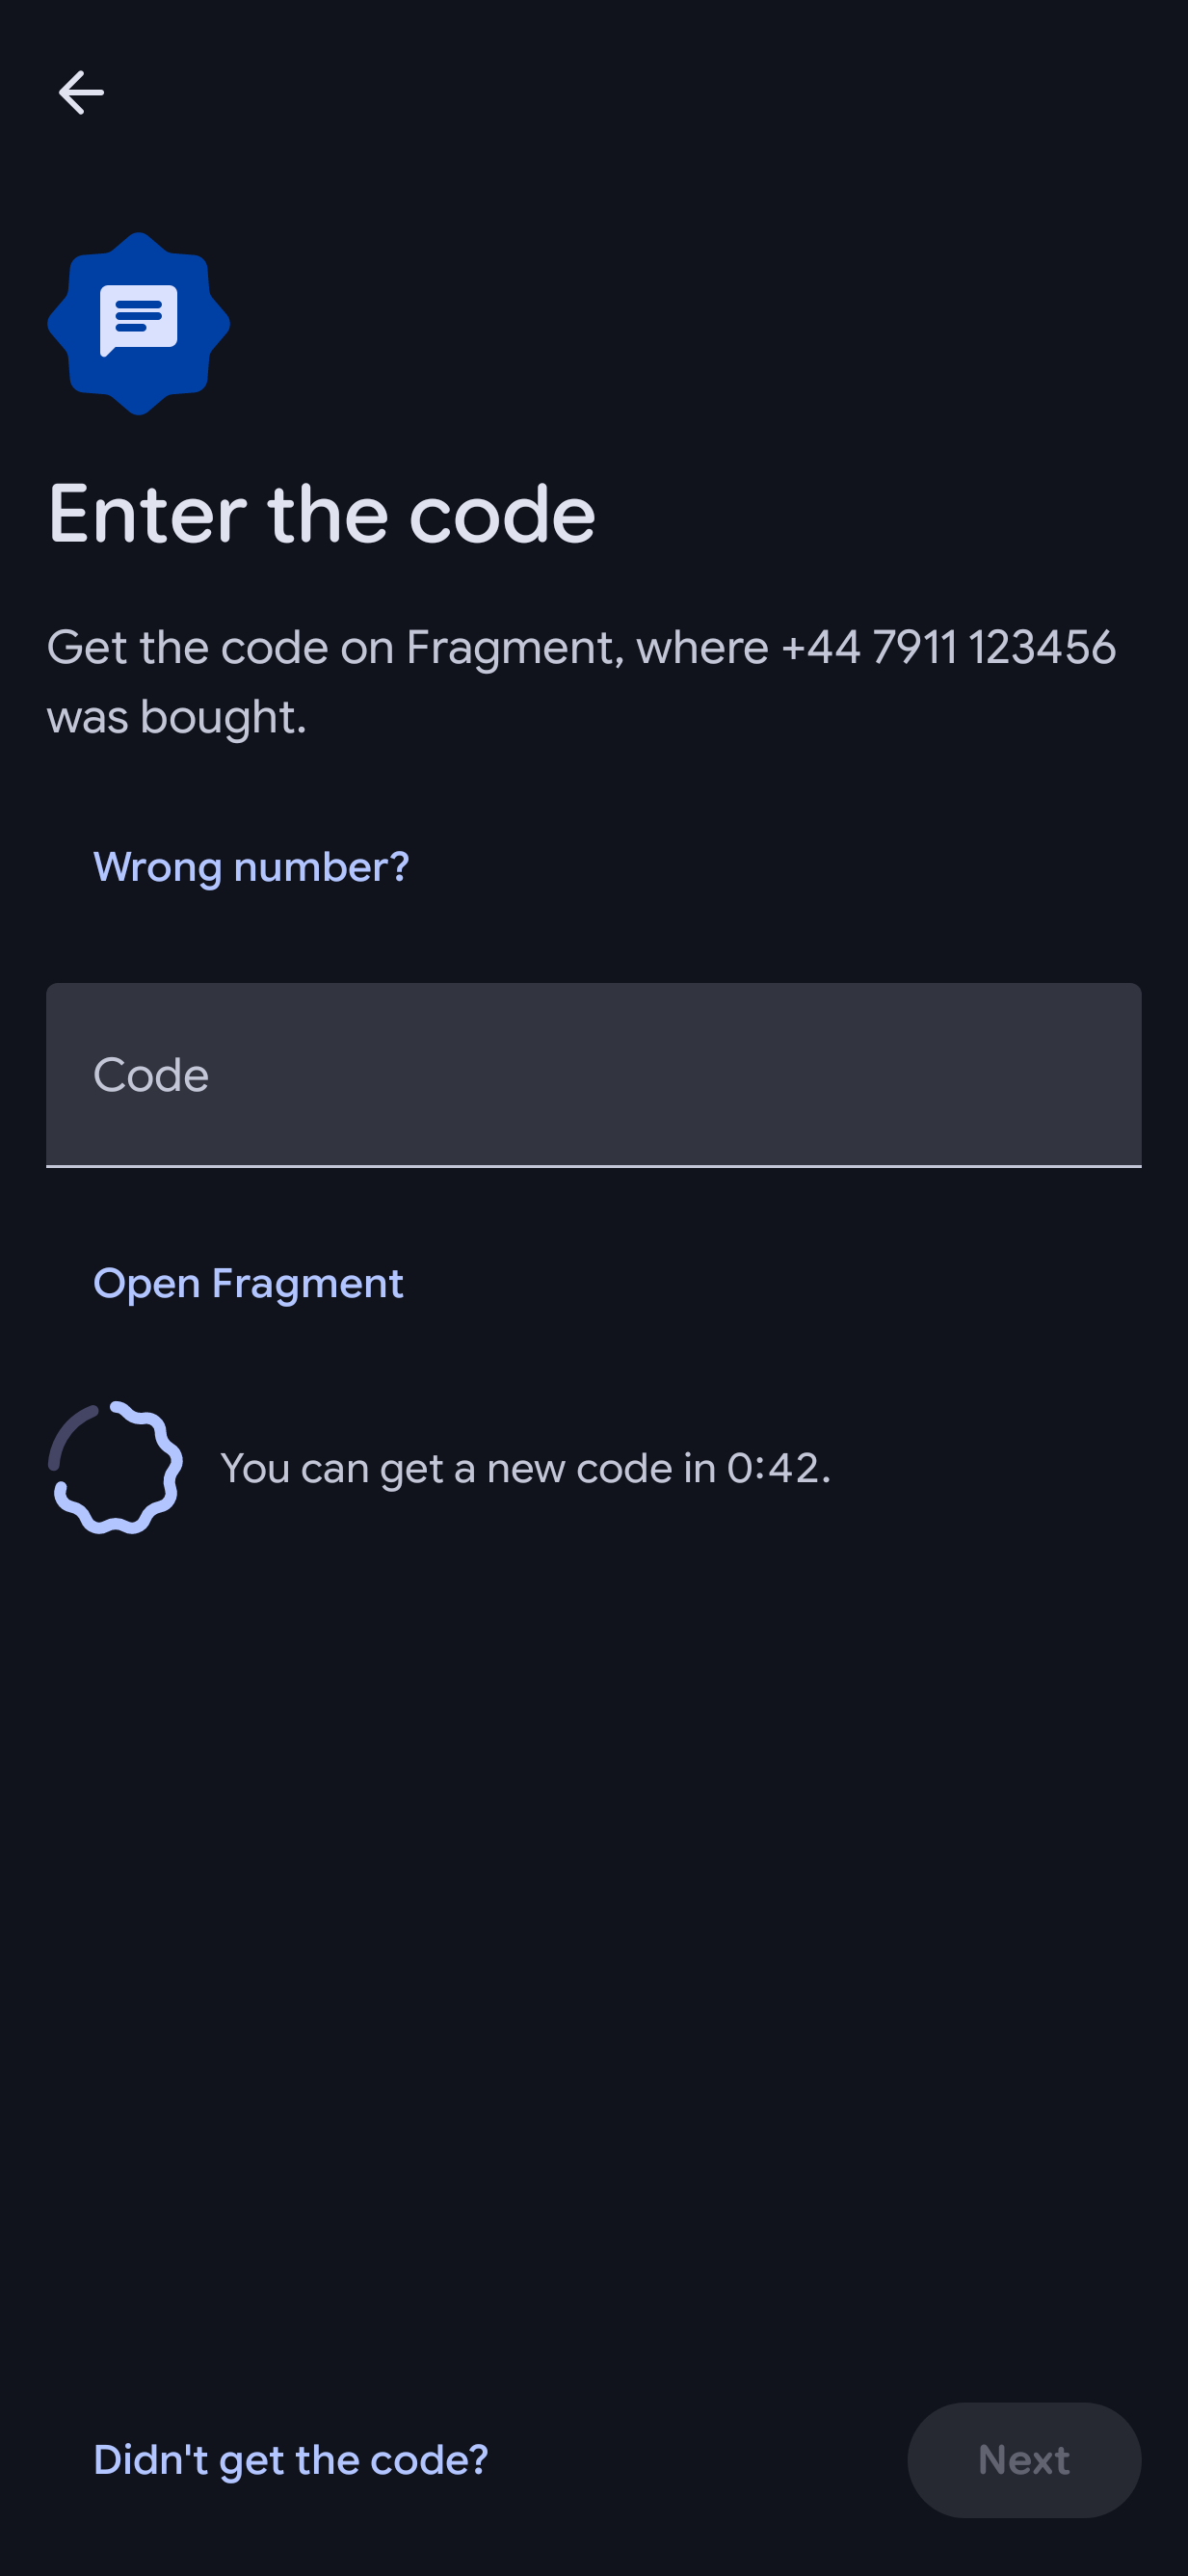 Enter the code
Get the code on Fragment, where +44 7911 123456
was bought.
Wrong number?
Code
Open Fragment
You can get a new code in 0:42.
Didn't get the code?
Next